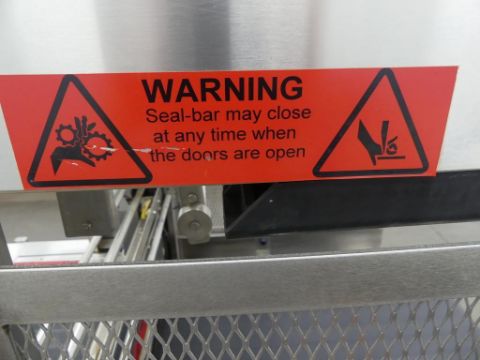 WARNING
Seal-bar may close
at any time when
the doors are open